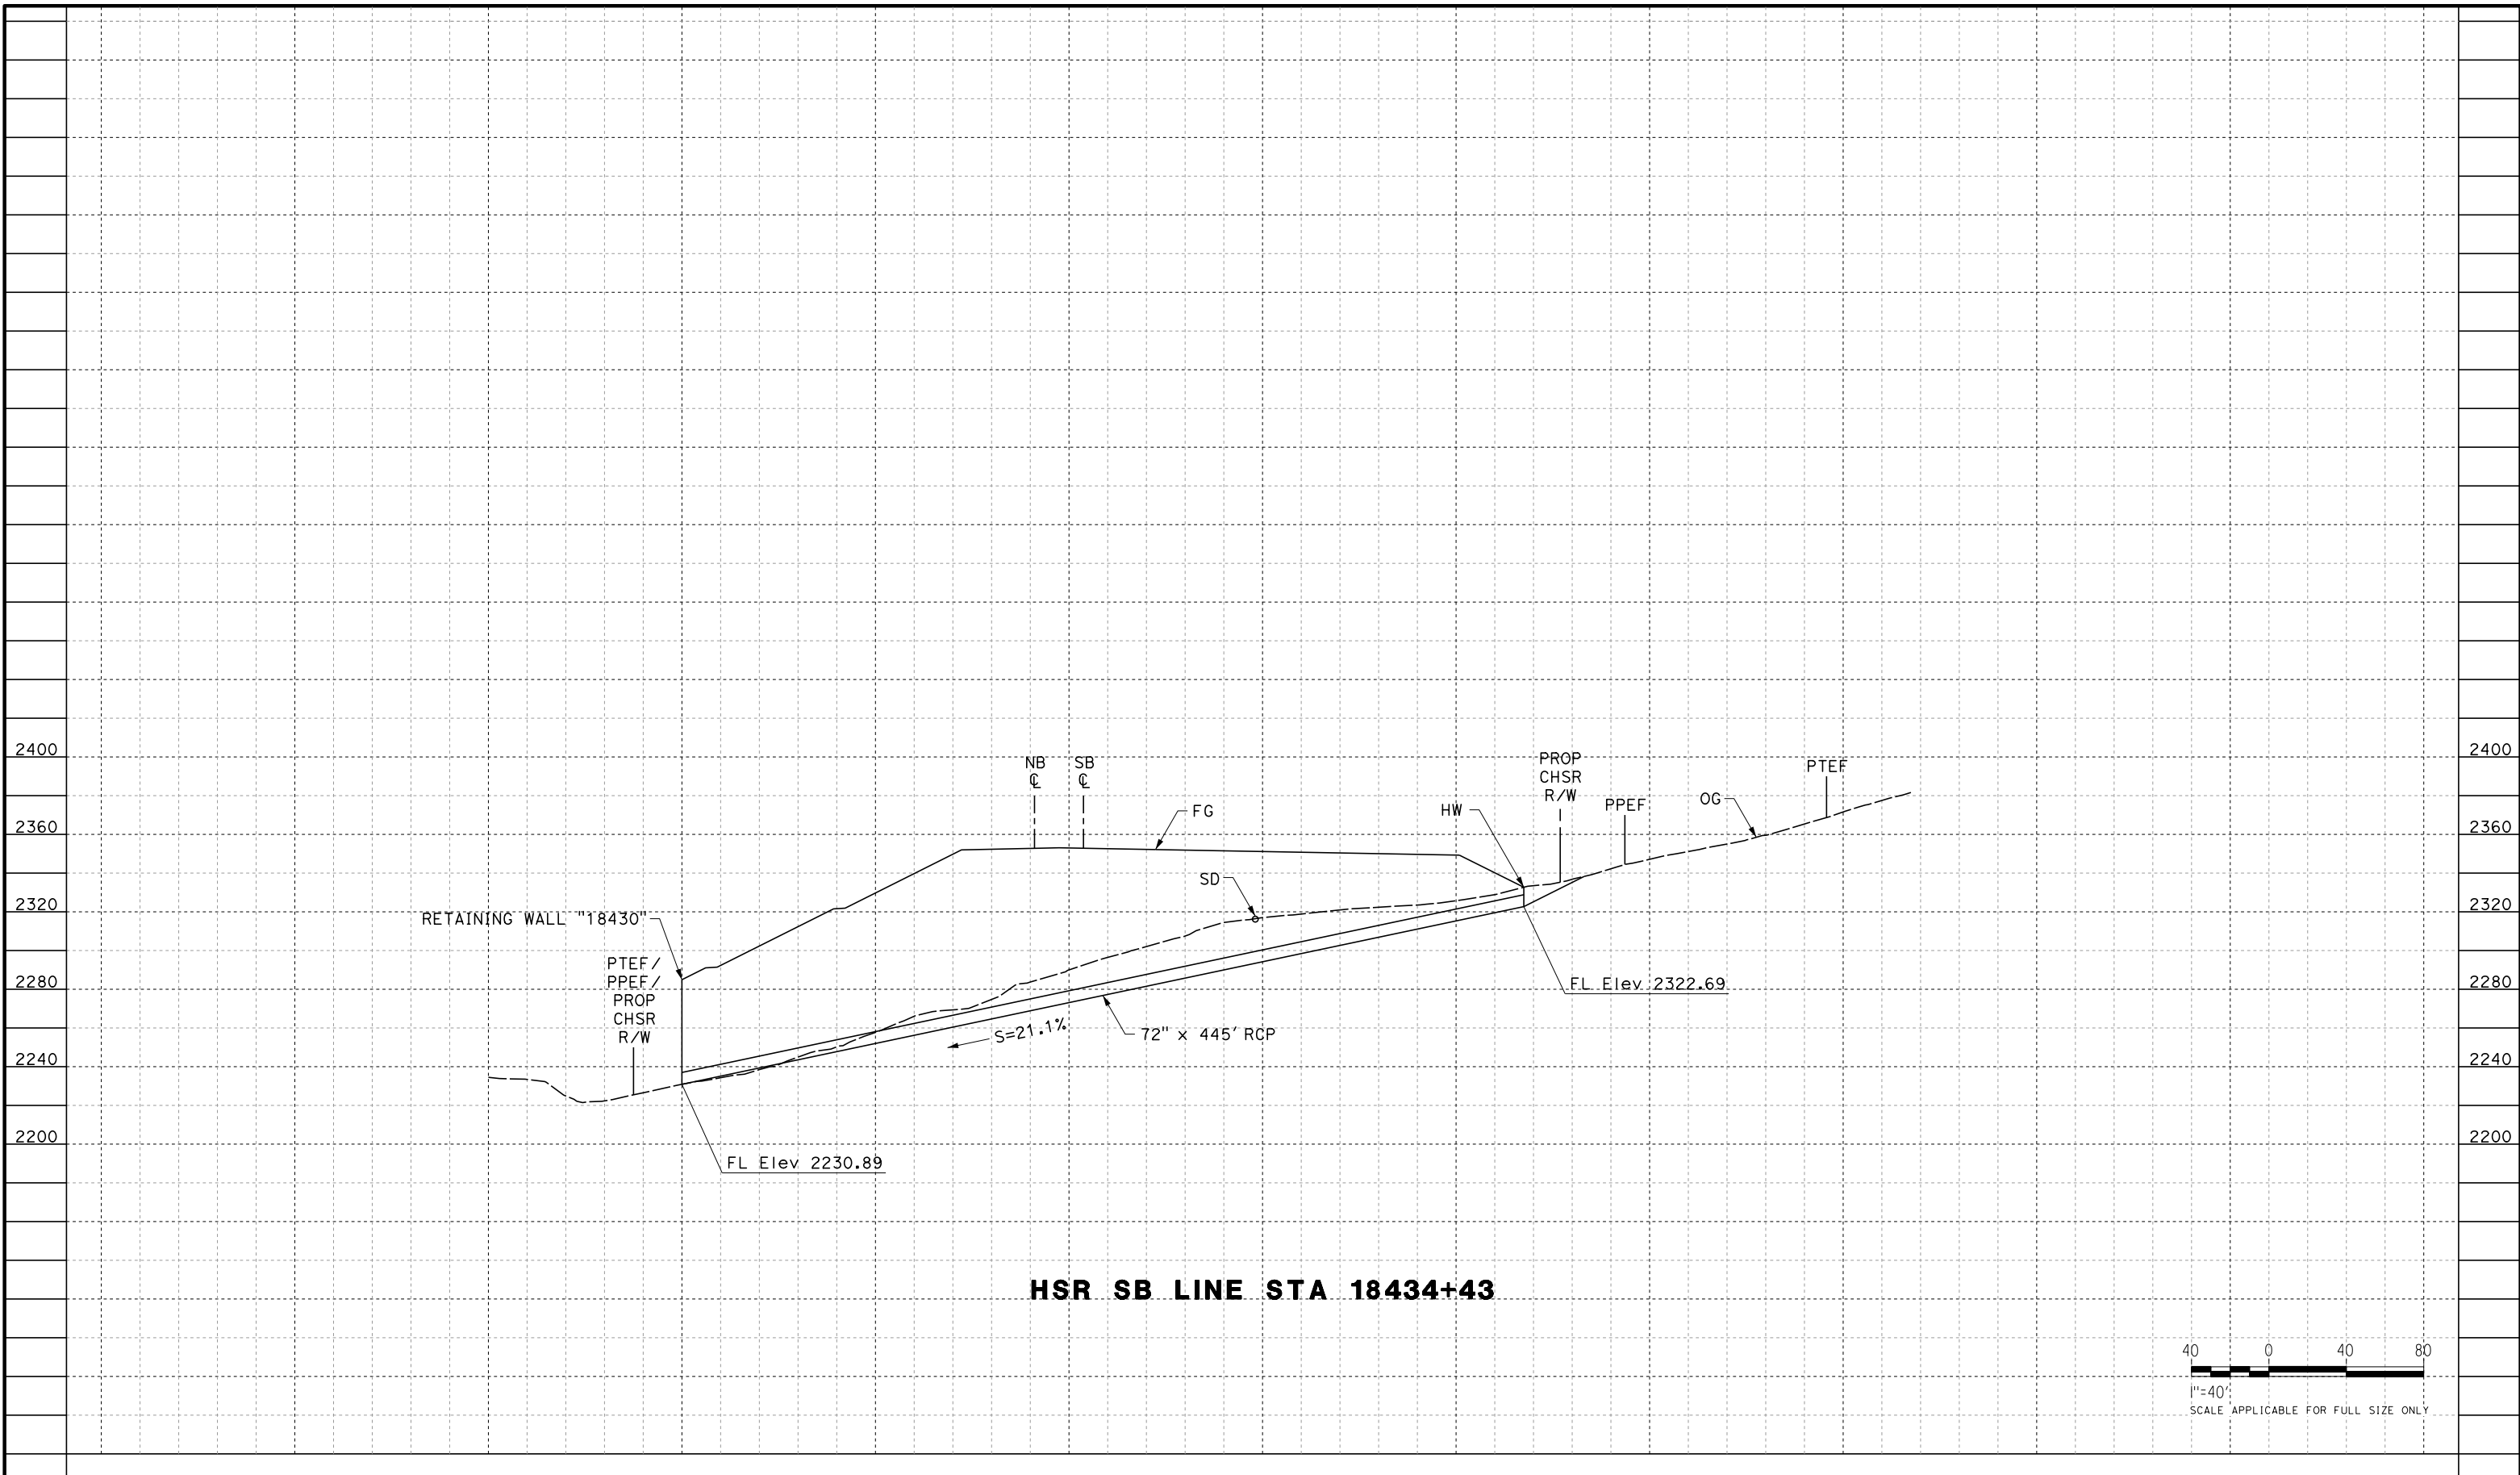 2400
2400
NB
℄
SB
℄
PROP
CHSR
R/W
PTEF
HW
PPEF
OG
FG
2360
2360
SD
2320
2320
RETAINING WALL "18430"
PTEF/
PPEF/
PROP
CHSR
R/W
2280
2280
FL Elev 2322.69
S=21.1%
72" x 445' RCP
2240
2240
2200
2200
FL Elev 2230.89
HSR SB LINE STA 18434+43
40 0 40 80
1"=40'
SCALE APPLICABLE FOR FULL SIZE ONLY